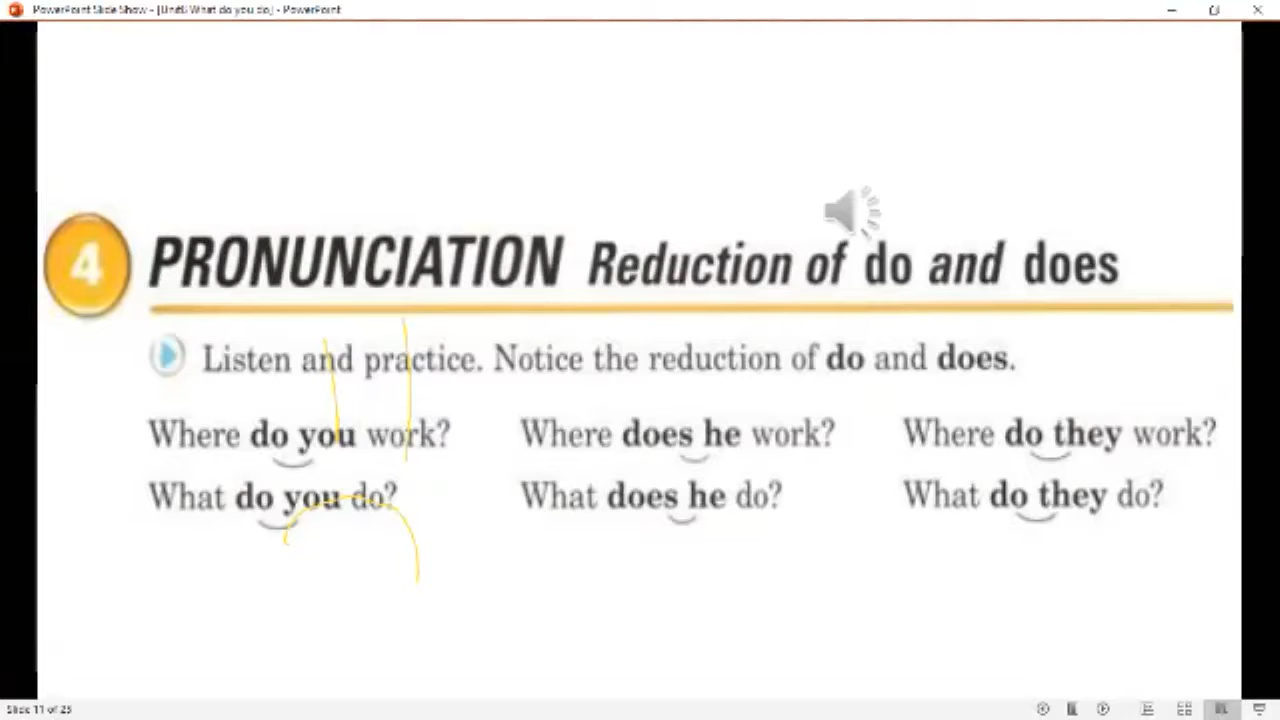 PowerPoint Slide Show - [Unit8 What do you do] - PowerPoint
4 PRONUNCIATION Reduction of do and does
Listen and practice. Notice the reduction of do and does.
Where do you work? Where does he work? Where do they work?
What do you do? What does he do? What do they do?
Slide 11 of 23